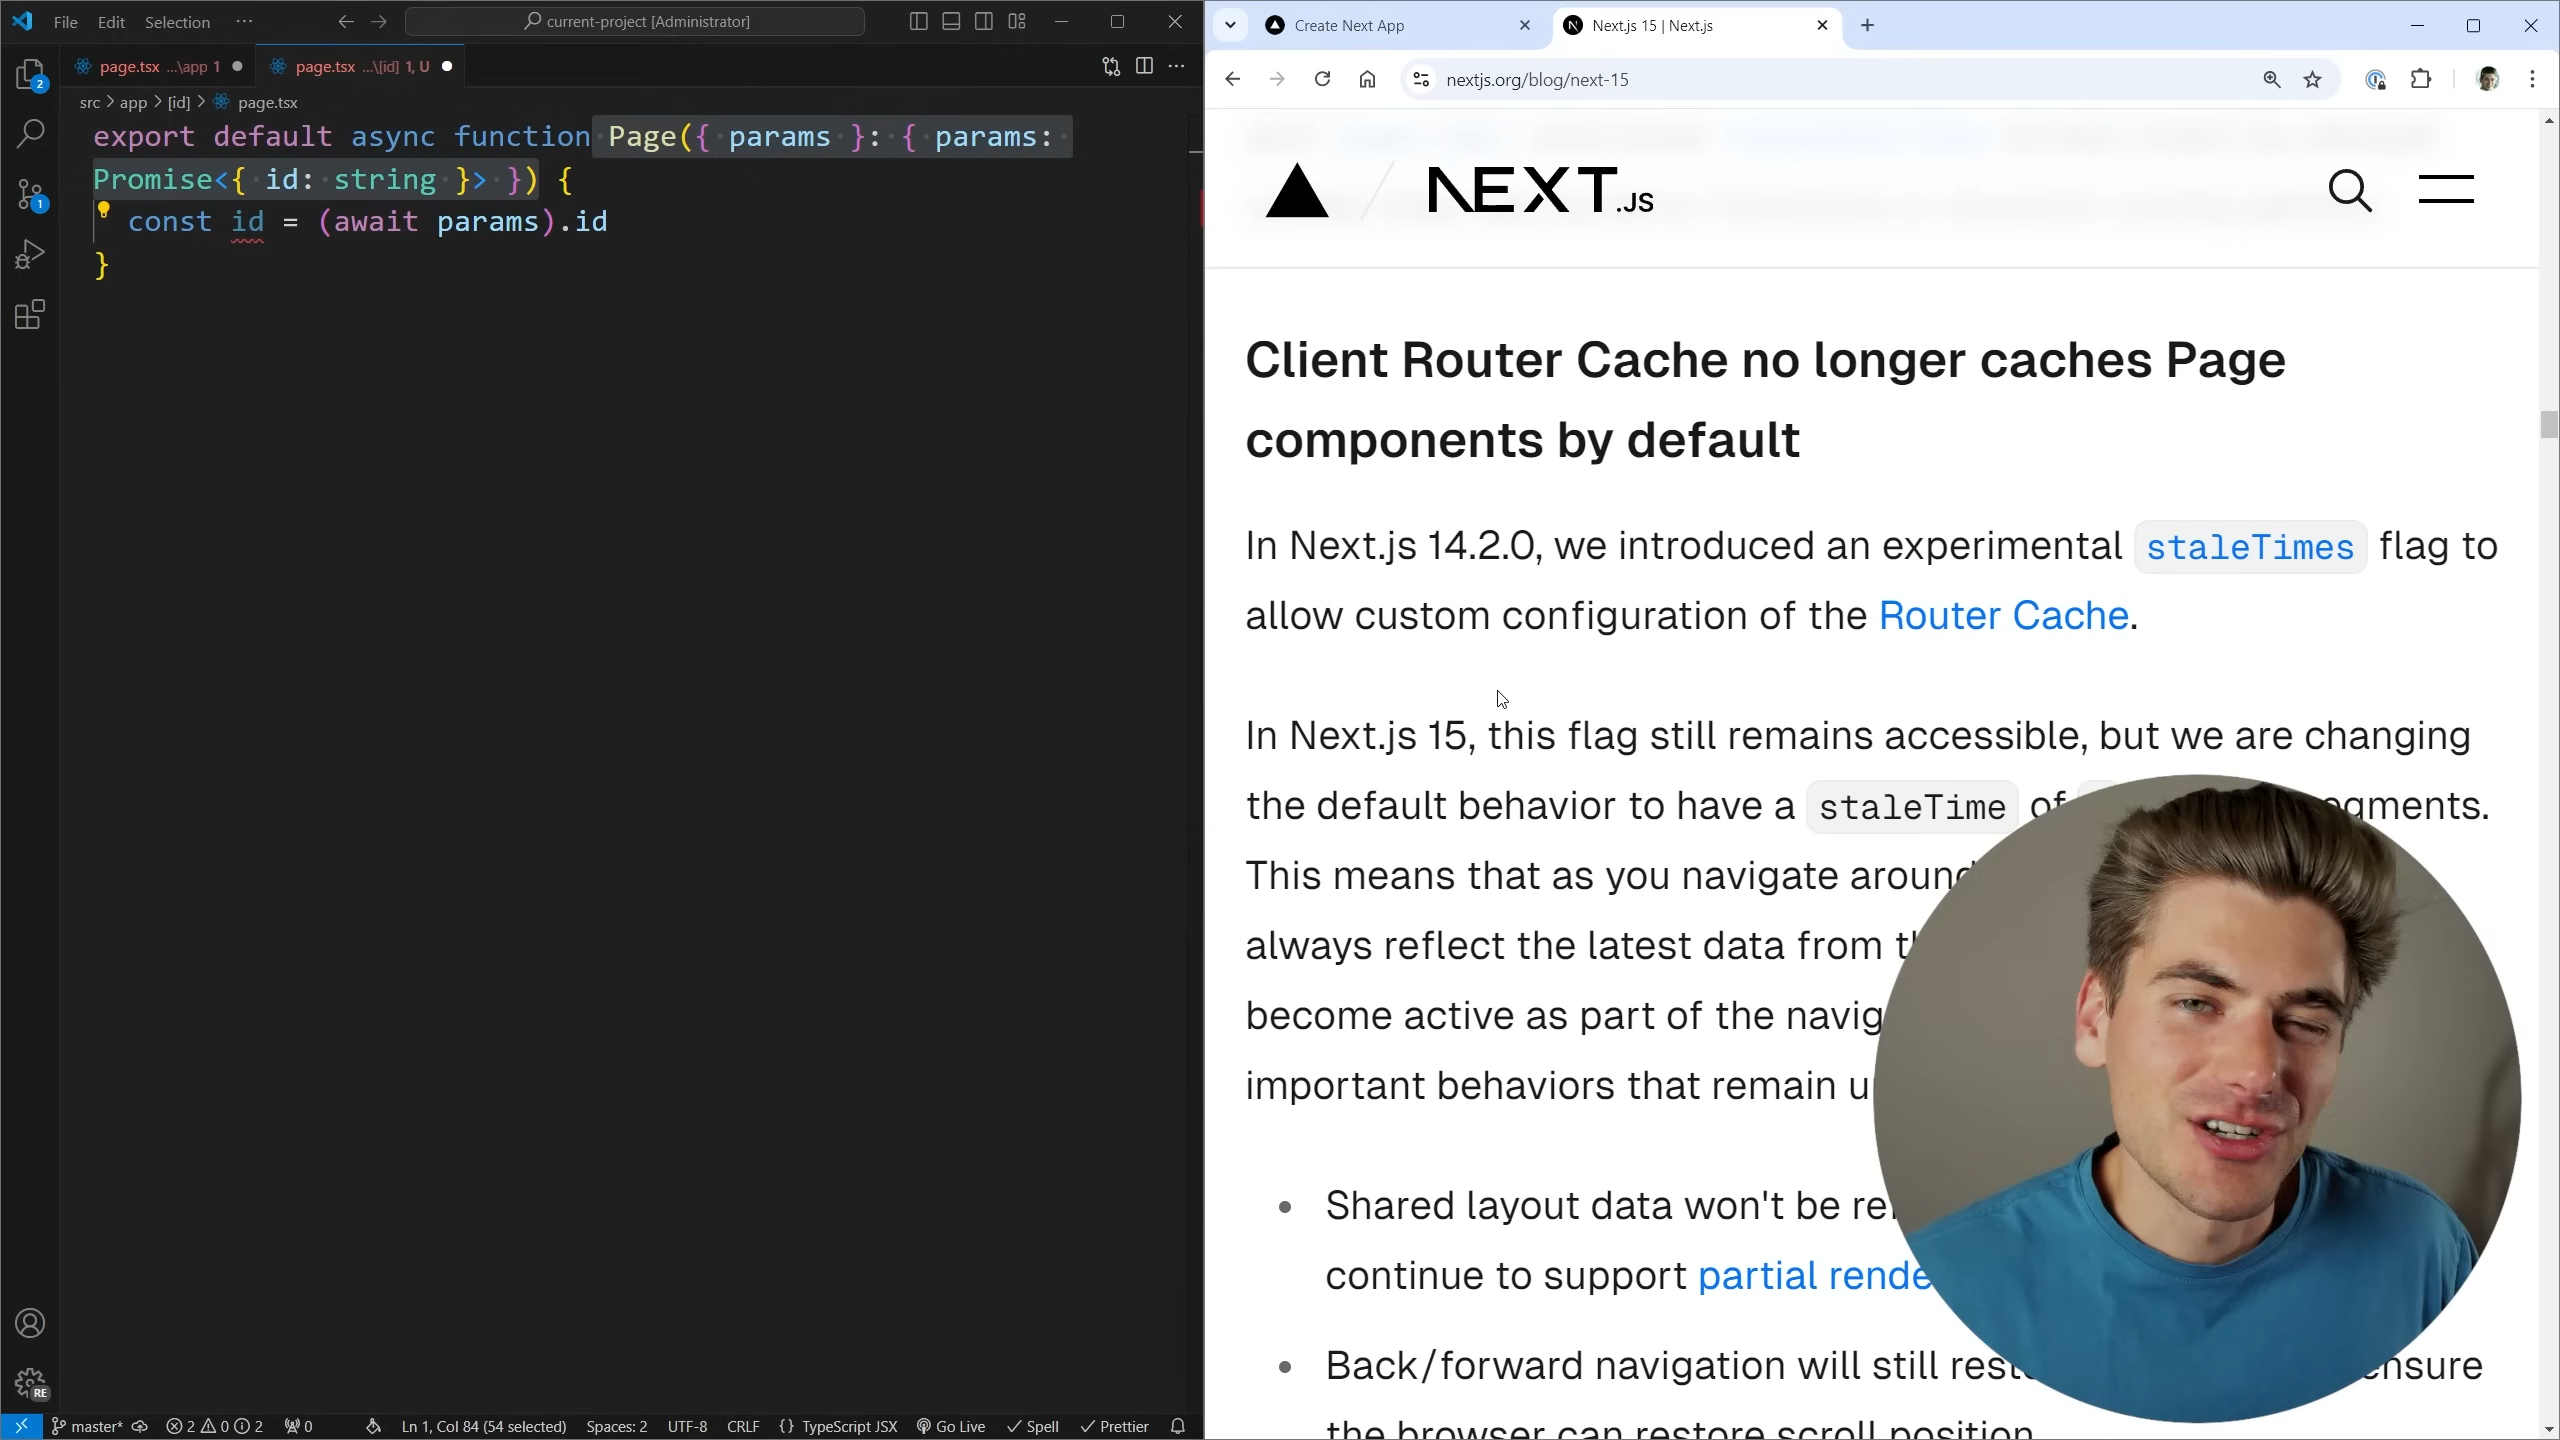 File Edit Selection ···
current-project [Administrator]
page.tsx ...\app 1
page.tsx ...\[id] 1, U
src > app > [id] > page.tsx
export default async function Page({ params }: { params:
Promise<{ id: string }> }) {
const id = (await params).id
}
2
1
RE
master* 2 0 2 0 Ln 1, Col 84 (54 selected) Spaces: 2 UTF-8 CRLF {} TypeScript JSX Go Live Spell Prettier
Create Next App
Next.js 15 | Next.js
nextjs.org/blog/next-15
NEXT.JS
Client Router Cache no longer caches Page
components by default
In Next.js 14.2.0, we introduced an experimental staleTimes flag to
allow custom configuration of the Router Cache.
In Next.js 15, this flag still remains accessible, but we are changing
the default behavior to have a staleTime of
This means that as you navigate
always reflect the latest data from
become active as part of the
important behaviors that remain
Shared layout data won't be
continue to support partial
Back/forward navigation will still
the browser can restore scroll position